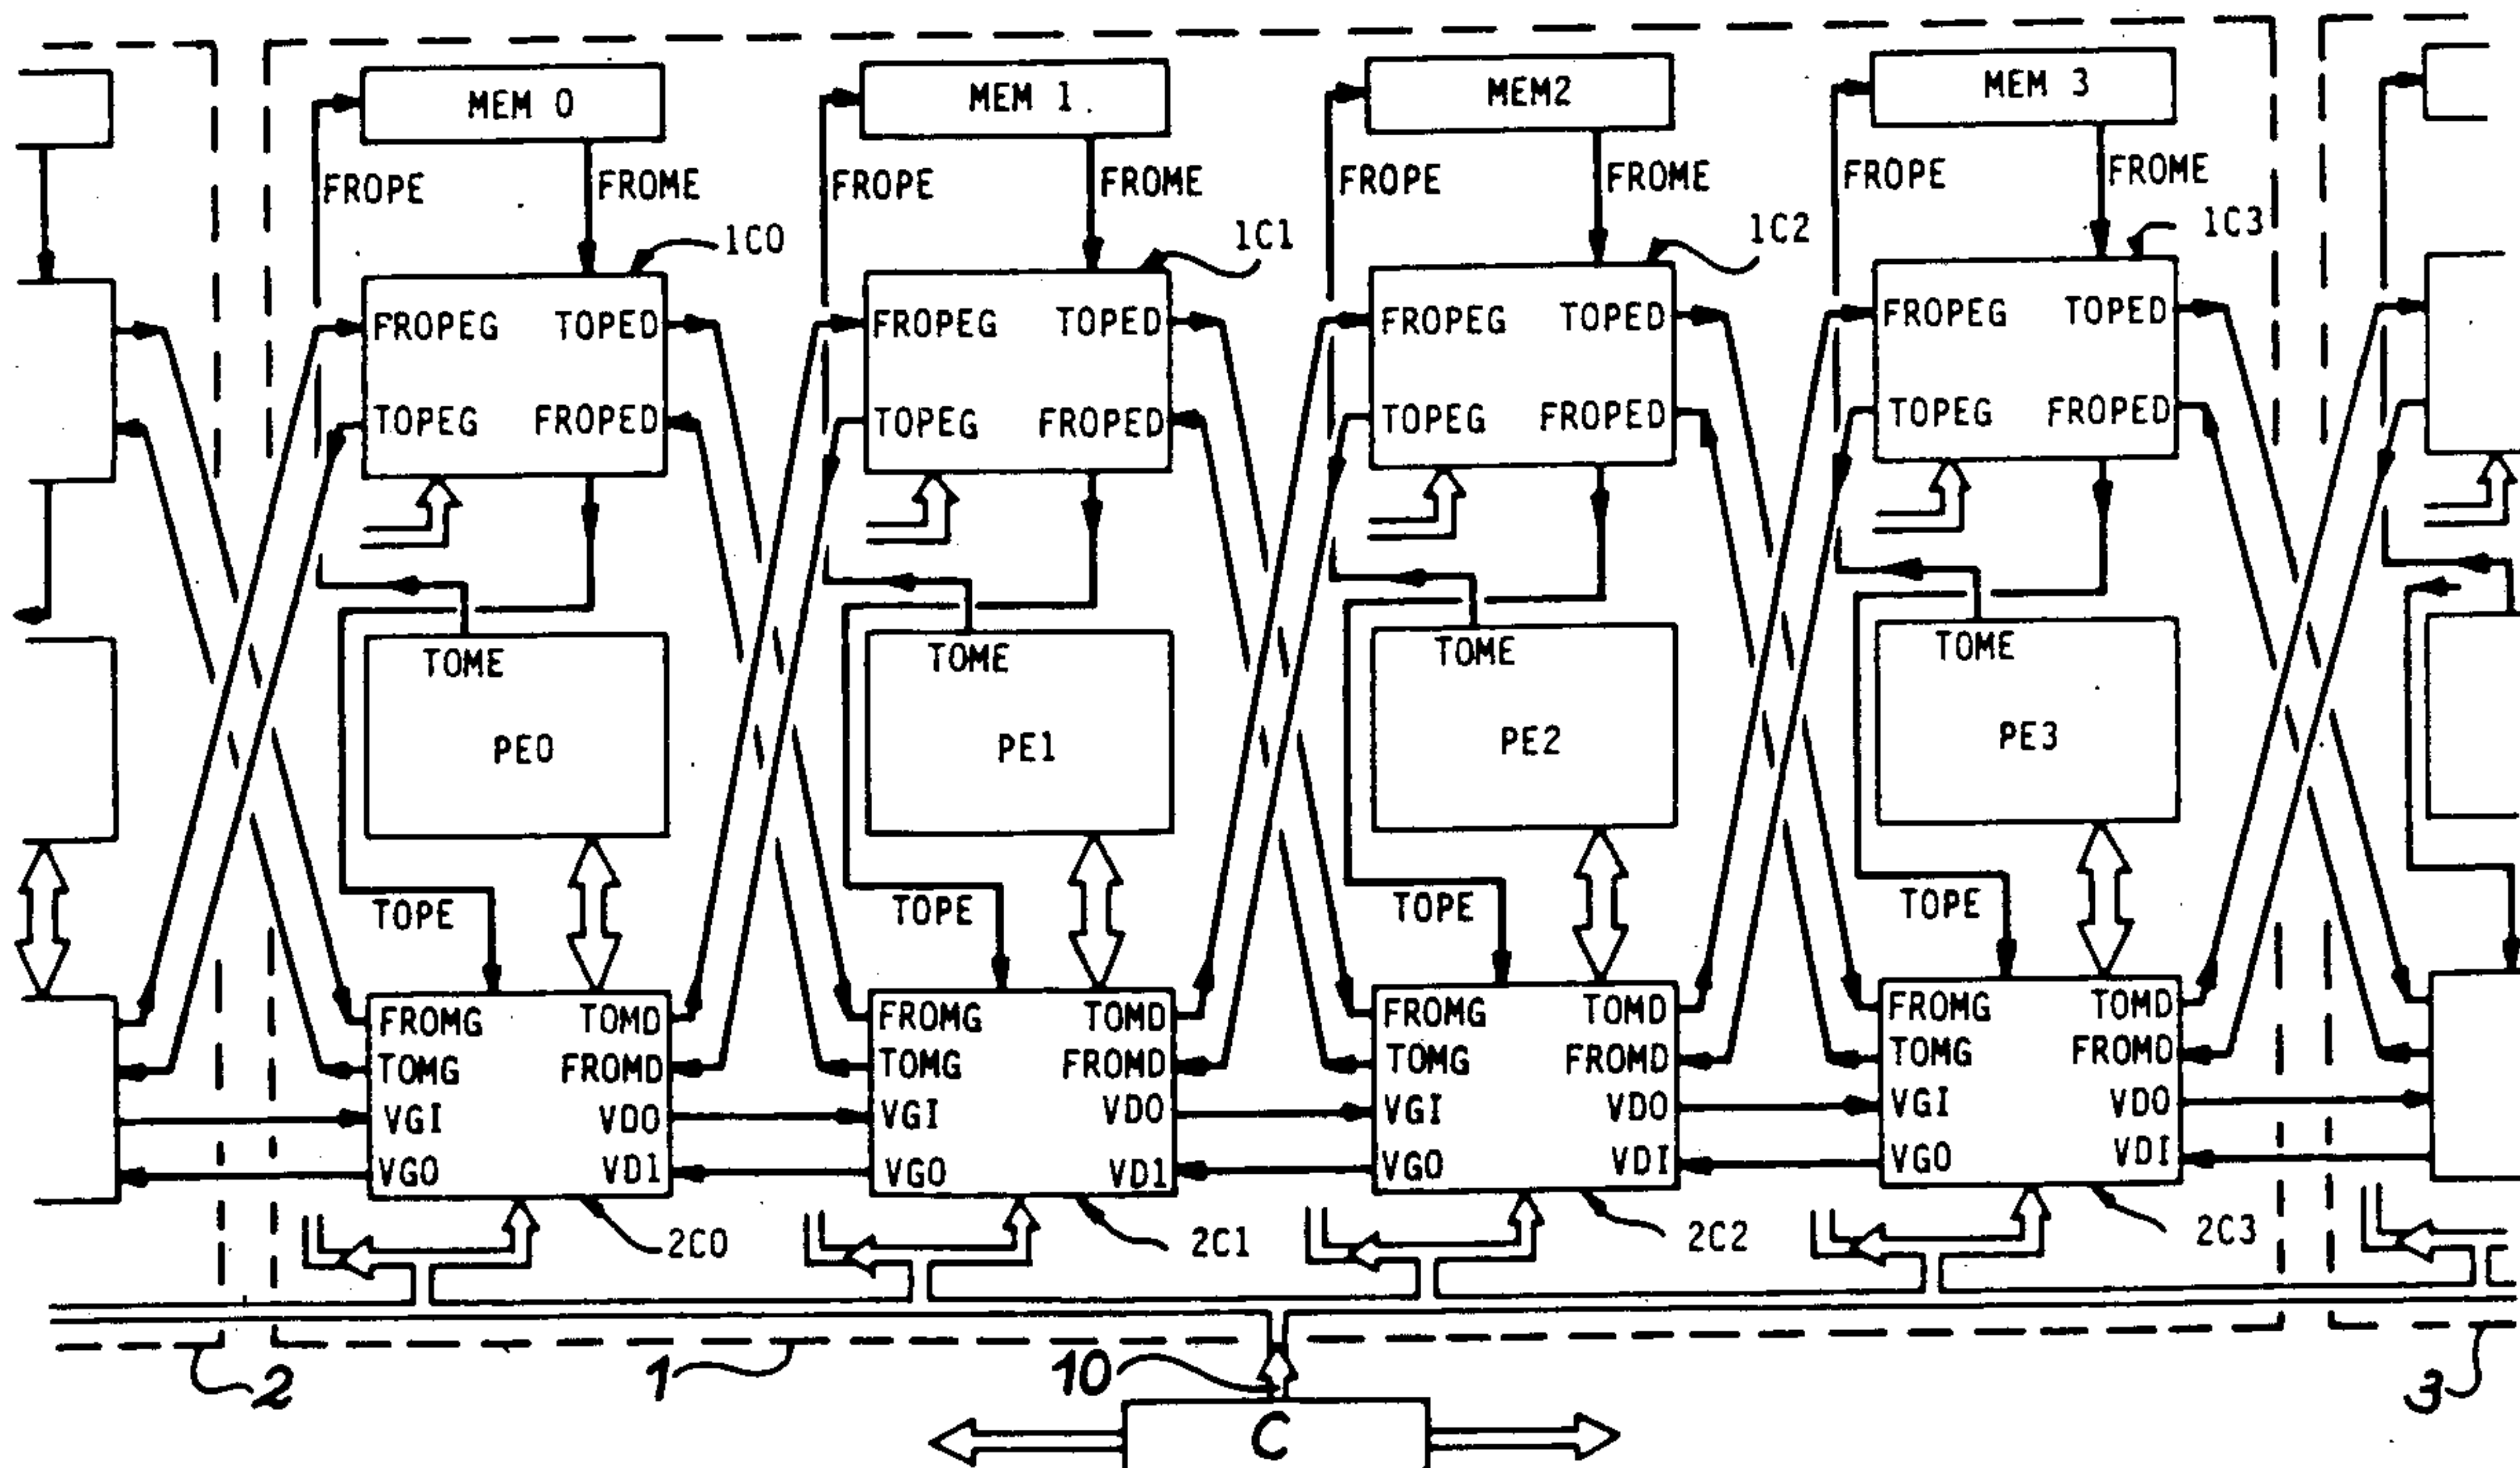 MEM 0 MEM 1 MEM2 MEM 3
FROPE FROME FROPE FROME FROPE FROME FROPE FROME
1C0 1C1 1C2 1C3
FROPEG TOPED FROPEG TOPED FROPEG TOPED FROPEG TOPED
TOPEG FROPED TOPEG FROPED TOPEG FROPED TOPEG FROPED
TOME TOME TOME TOME
PE0 PE1 PE2 PE3
TOPE TOPE TOPE TOPE
FROMG TOMD FROMG TOMD FROMG TOMD FROMG TOMD
TOMG FROMD TOMG FROMD TOMG FROMD TOMG FROMD
VGI VDO VGI VDO VGI VDO VGI VDO
VGO VD1 VGO VD1 VGO VDI VGO VDI
2C0 2C1 2C2 2C3
2 1 10 3
C